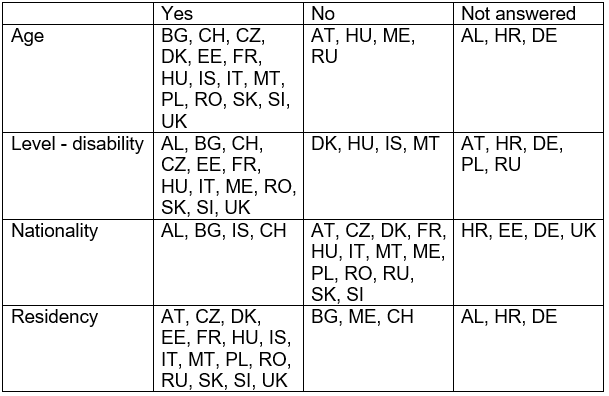 Yes No Not answered
Age BG, CH, CZ, AT, HU, ME, AL, HR, DE
DK, EE, FR, RU
HU, IS, IT, MT,
PL, RO, SK, SI,
UK
Level - disability AL, BG, CH, DK, HU, IS, MT AT, HR, DE,
CZ, EE, FR, PL, RU
HU, IT, ME, RO,
SK, SI, UK
Nationality AL, BG, IS, CH AT, CZ, DK, FR, HR, EE, DE, UK
HU, IT, MT, ME,
PL, RO, RU,
SK, SI
Residency AT, CZ, DK, BG, ME, CH AL, HR, DE
EE, FR, HU, IS,
IT, MT, PL, RO,
RU, SK, SI, UK